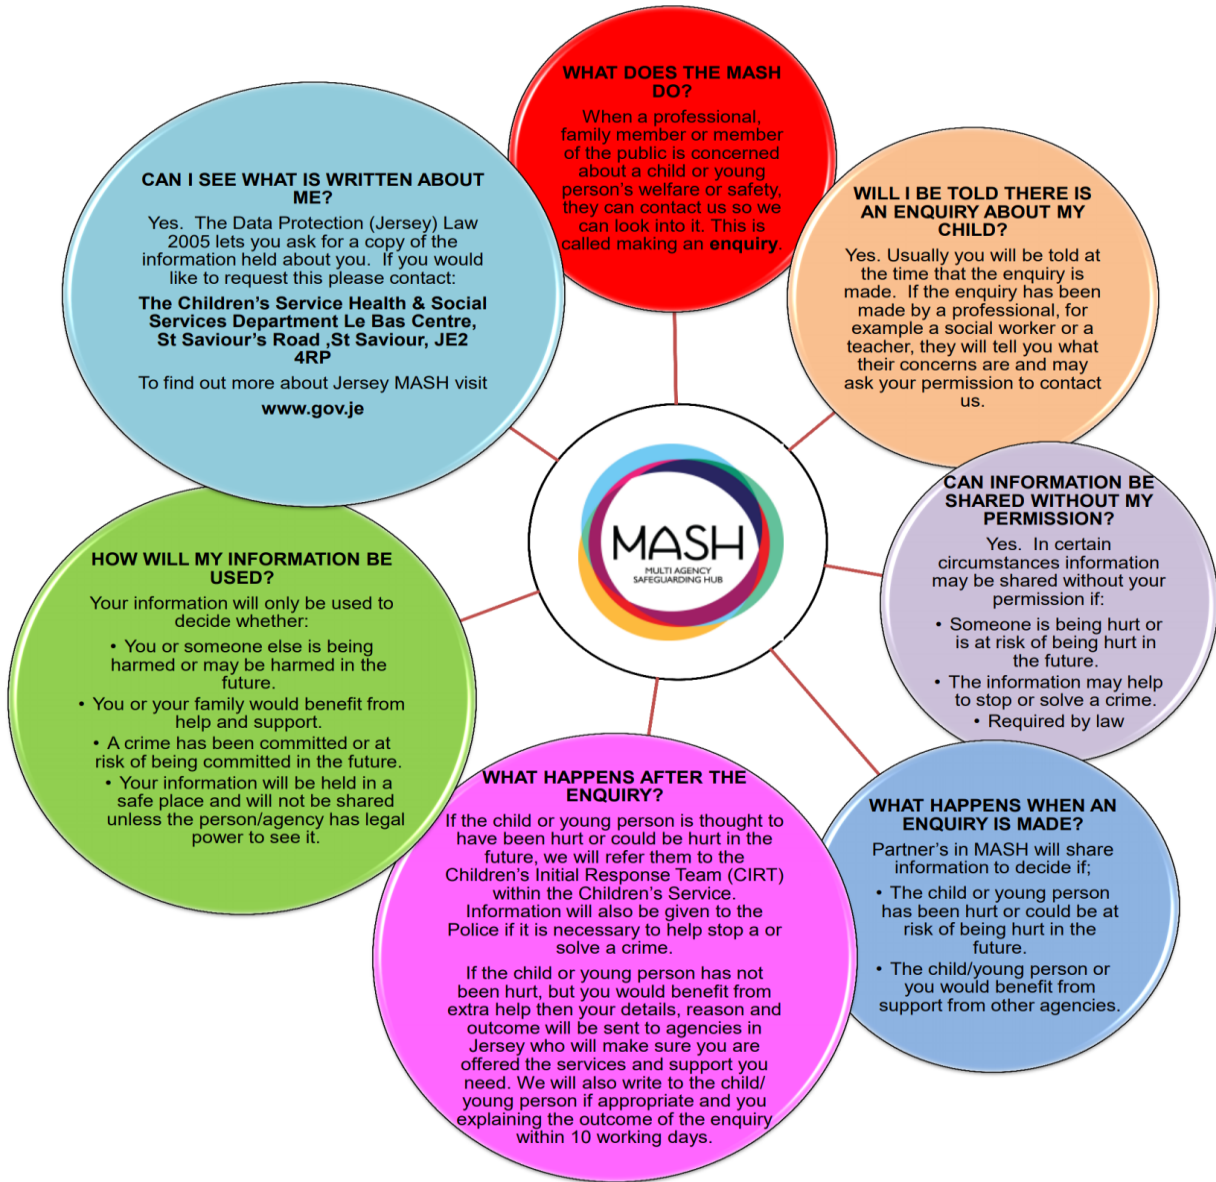 WHAT DOES THE MASH
DO?
When a professional,
family member or member
of the public is concerned
about a child or young
person's welfare or safety,
they can contact us so we
can look into it. This is
called making an enquiry.
WILL I BE TOLD THERE IS
AN ENQUIRY ABOUT MY
CHILD?
Yes. Usually you will be told at
the time that the enquiry is
made. If the enquiry has been
made by a professional, for
example a social worker or a
teacher, they will tell you what
their concerns are and may
ask your permission to contact
us.
CAN INFORMATION BE
SHARED WITHOUT MY
PERMISSION?
Yes. In certain
circumstances information
may be shared without your
permission if:
• Someone is being hurt or
is at risk of being hurt in
the future.
• The information may help
to stop or solve a crime.
• Required by law
WHAT HAPPENS WHEN AN
ENQUIRY IS MADE?
Partner's in MASH will share
information to decide if;
• The child or young person
has been hurt or could be at
risk of being hurt in the
future.
• The child/young person or
you would benefit from
support from other agencies.
WHAT HAPPENS AFTER THE
ENQUIRY?
If the child or young person is thought to
have been hurt or could be hurt in the
future, we will refer them to the
Children's Initial Response Team (CIRT)
within the Children's Service.
Information will also be given to the
Police if it is necessary to help stop a or
solve a crime.
If the child or young person has not
been hurt, but you would benefit from
extra help then your details, reason and
outcome will be sent to agencies in
Jersey who will make sure you are
offered the services and support you
need. We will also write to the child/
young person if appropriate and you
explaining the outcome of the enquiry
within 10 working days.
HOW WILL MY INFORMATION BE
USED?
Your information will only be used to
decide whether:
• You or someone else is being
harmed or may be harmed in the
future.
• You or your family would benefit from
help and support.
• A crime has been committed or at
risk of being committed in the future.
• Your information will be held in a
safe place and will not be shared
unless the person/agency has legal
power to see it.
CAN I SEE WHAT IS WRITTEN ABOUT
ME?
Yes. The Data Protection (Jersey) Law
2005 lets you ask for a copy of the
information held about you. If you would
like to request this please contact:
The Children's Service Health & Social
Services Department Le Bas Centre,
St Saviour's Road ,St Saviour, JE2
4RP
To find out more about Jersey MASH visit
www.gov.je
MASH
MULTI AGENCY
SAFEGUARDING HUB